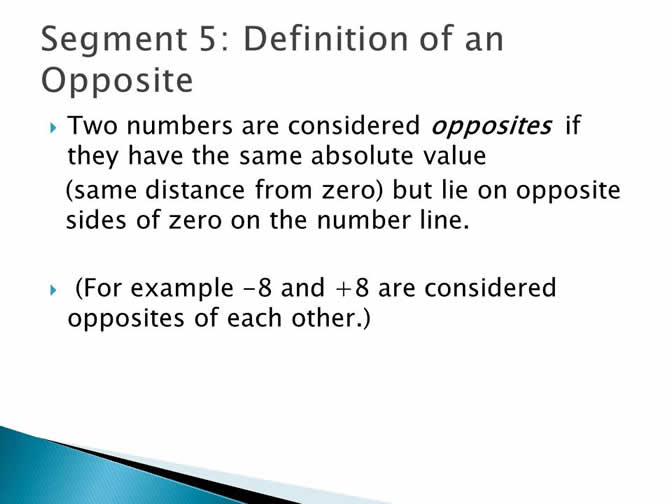 Segment 5: Definition of an
Opposite
Two numbers are considered opposites if
they have the same absolute value
(same distance from zero) but lie on opposite
sides of zero on the number line.
(For example -8 and +8 are considered
opposites of each other.)